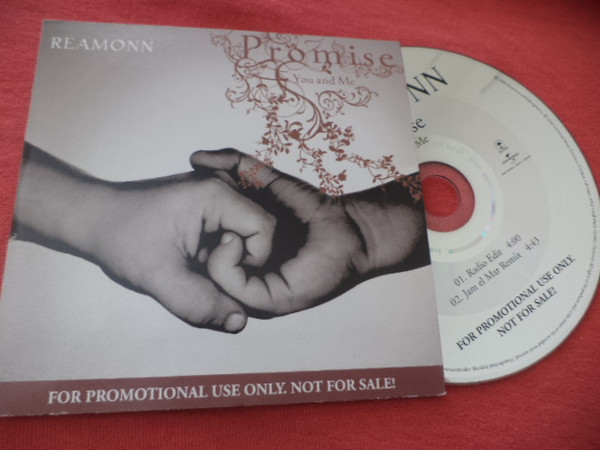 REAMONN
Promise
You and Me
FOR PROMOTIONAL USE ONLY. NOT FOR SALE!
NN
se
Me
01. Radio Edit 4:00
02. Jam el Mar Remix 4:43
FOR PROMOTIONAL USE ONLY.
NOT FOR SALE!